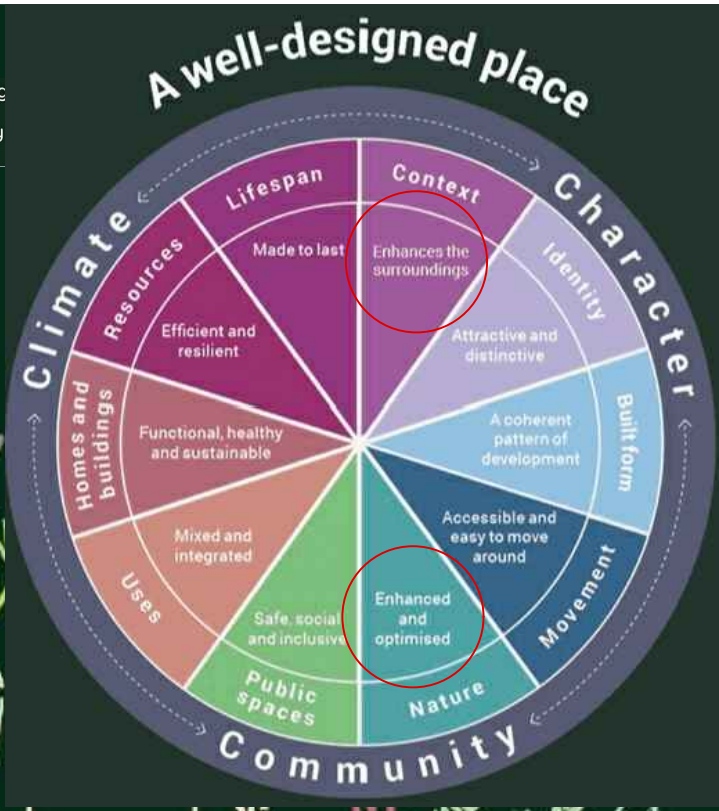 A well-designed place
Climate
Character
Community
Context
Enhances the
surroundings
Identity
Attractive and
distinctive
Built form
A coherent
pattern of
development
Movement
Accessible and
easy to move
around
Nature
Enhanced
and
optimised
Public
spaces
Safe, social
and inclusive
Uses
Mixed and
integrated
Homes and
buildings
Functional, healthy
and sustainable
Resources
Efficient and
resilient
Lifespan
Made to last